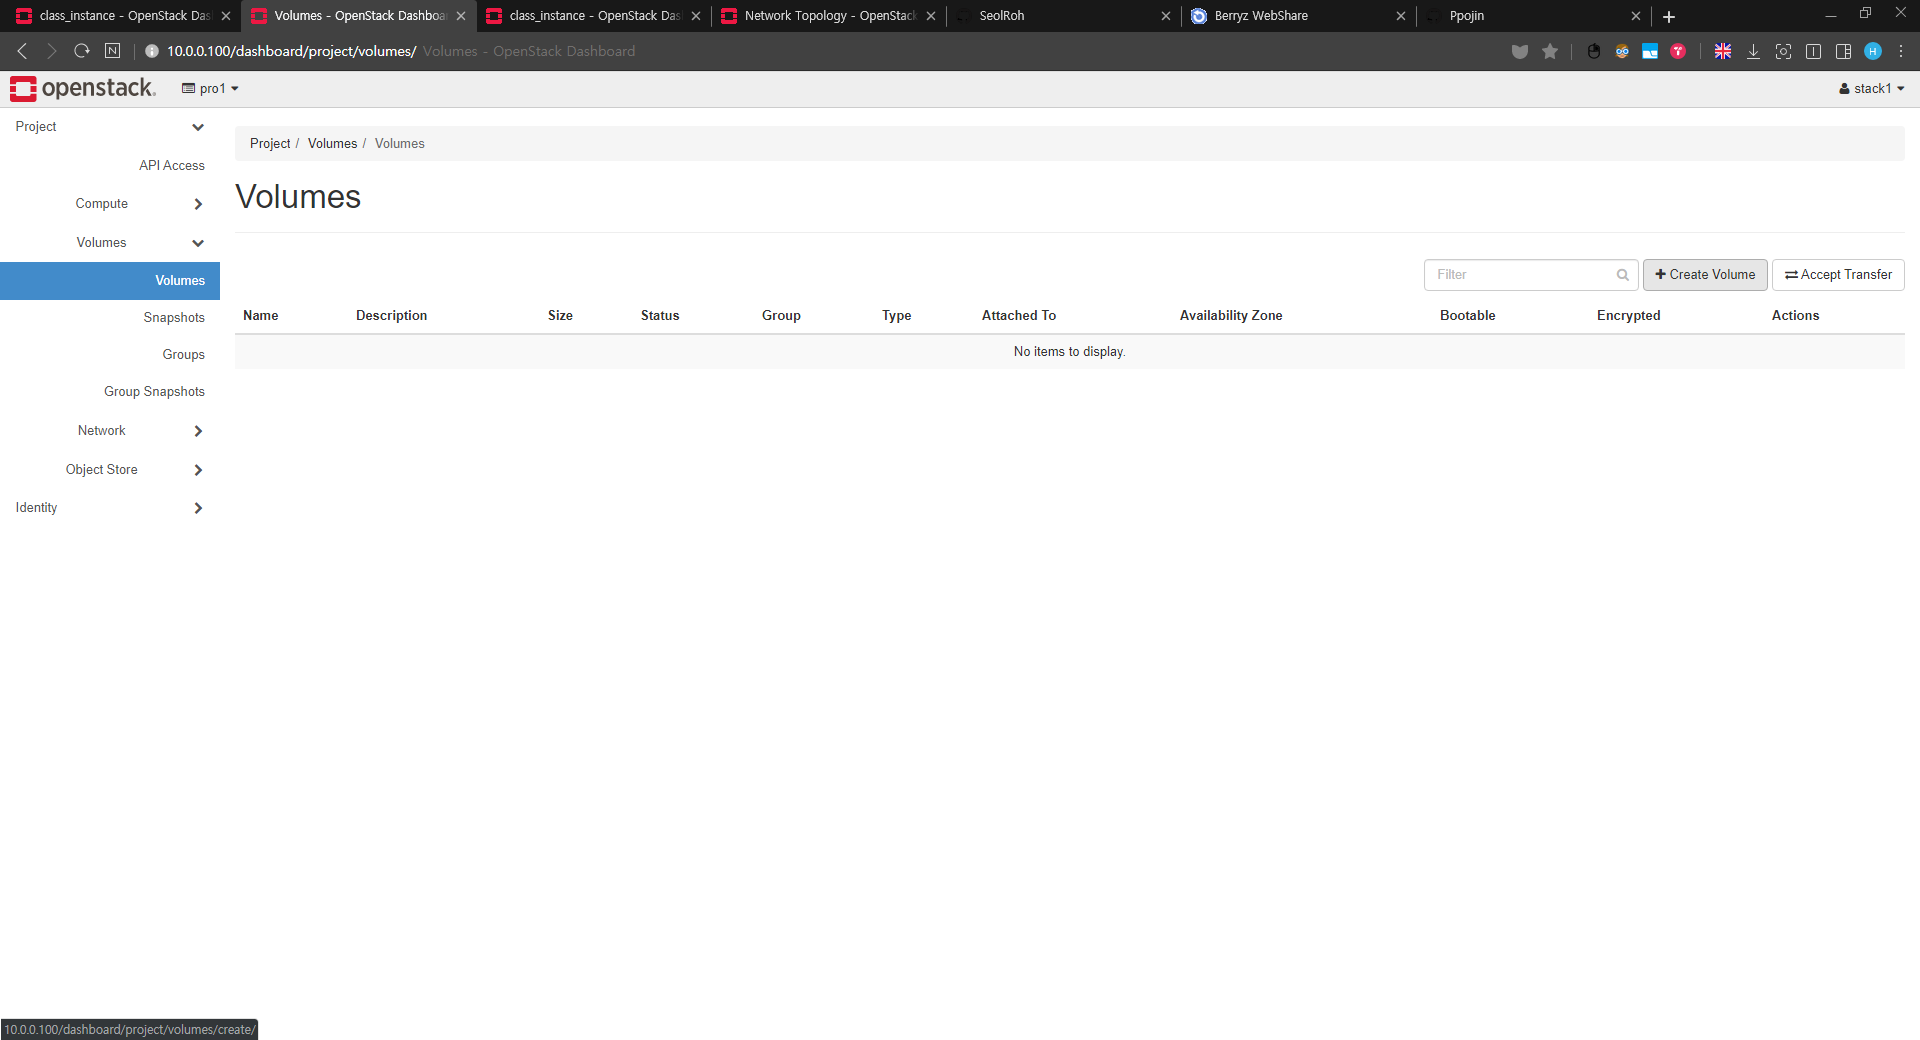 class_instance - OpenStack Das
Volumes - OpenStack Dashboa
class_instance - OpenStack Das
Network Topology - OpenStack
SeolRoh
Berryz WebShare
Ppojin
10.0.0.100/dashboard/project/volumes/ Volumes - OpenStack Dashboard
openstack.
pro1
stack1
Project
API Access
Compute
Volumes
Volumes
Snapshots
Groups
Group Snapshots
Network
Object Store
Identity
Project / Volumes / Volumes
Volumes
Filter
Create Volume
Accept Transfer
Name Description Size Status Group Type Attached To Availability Zone Bootable Encrypted Actions
No items to display.
10.0.0.100/dashboard/project/volumes/create/